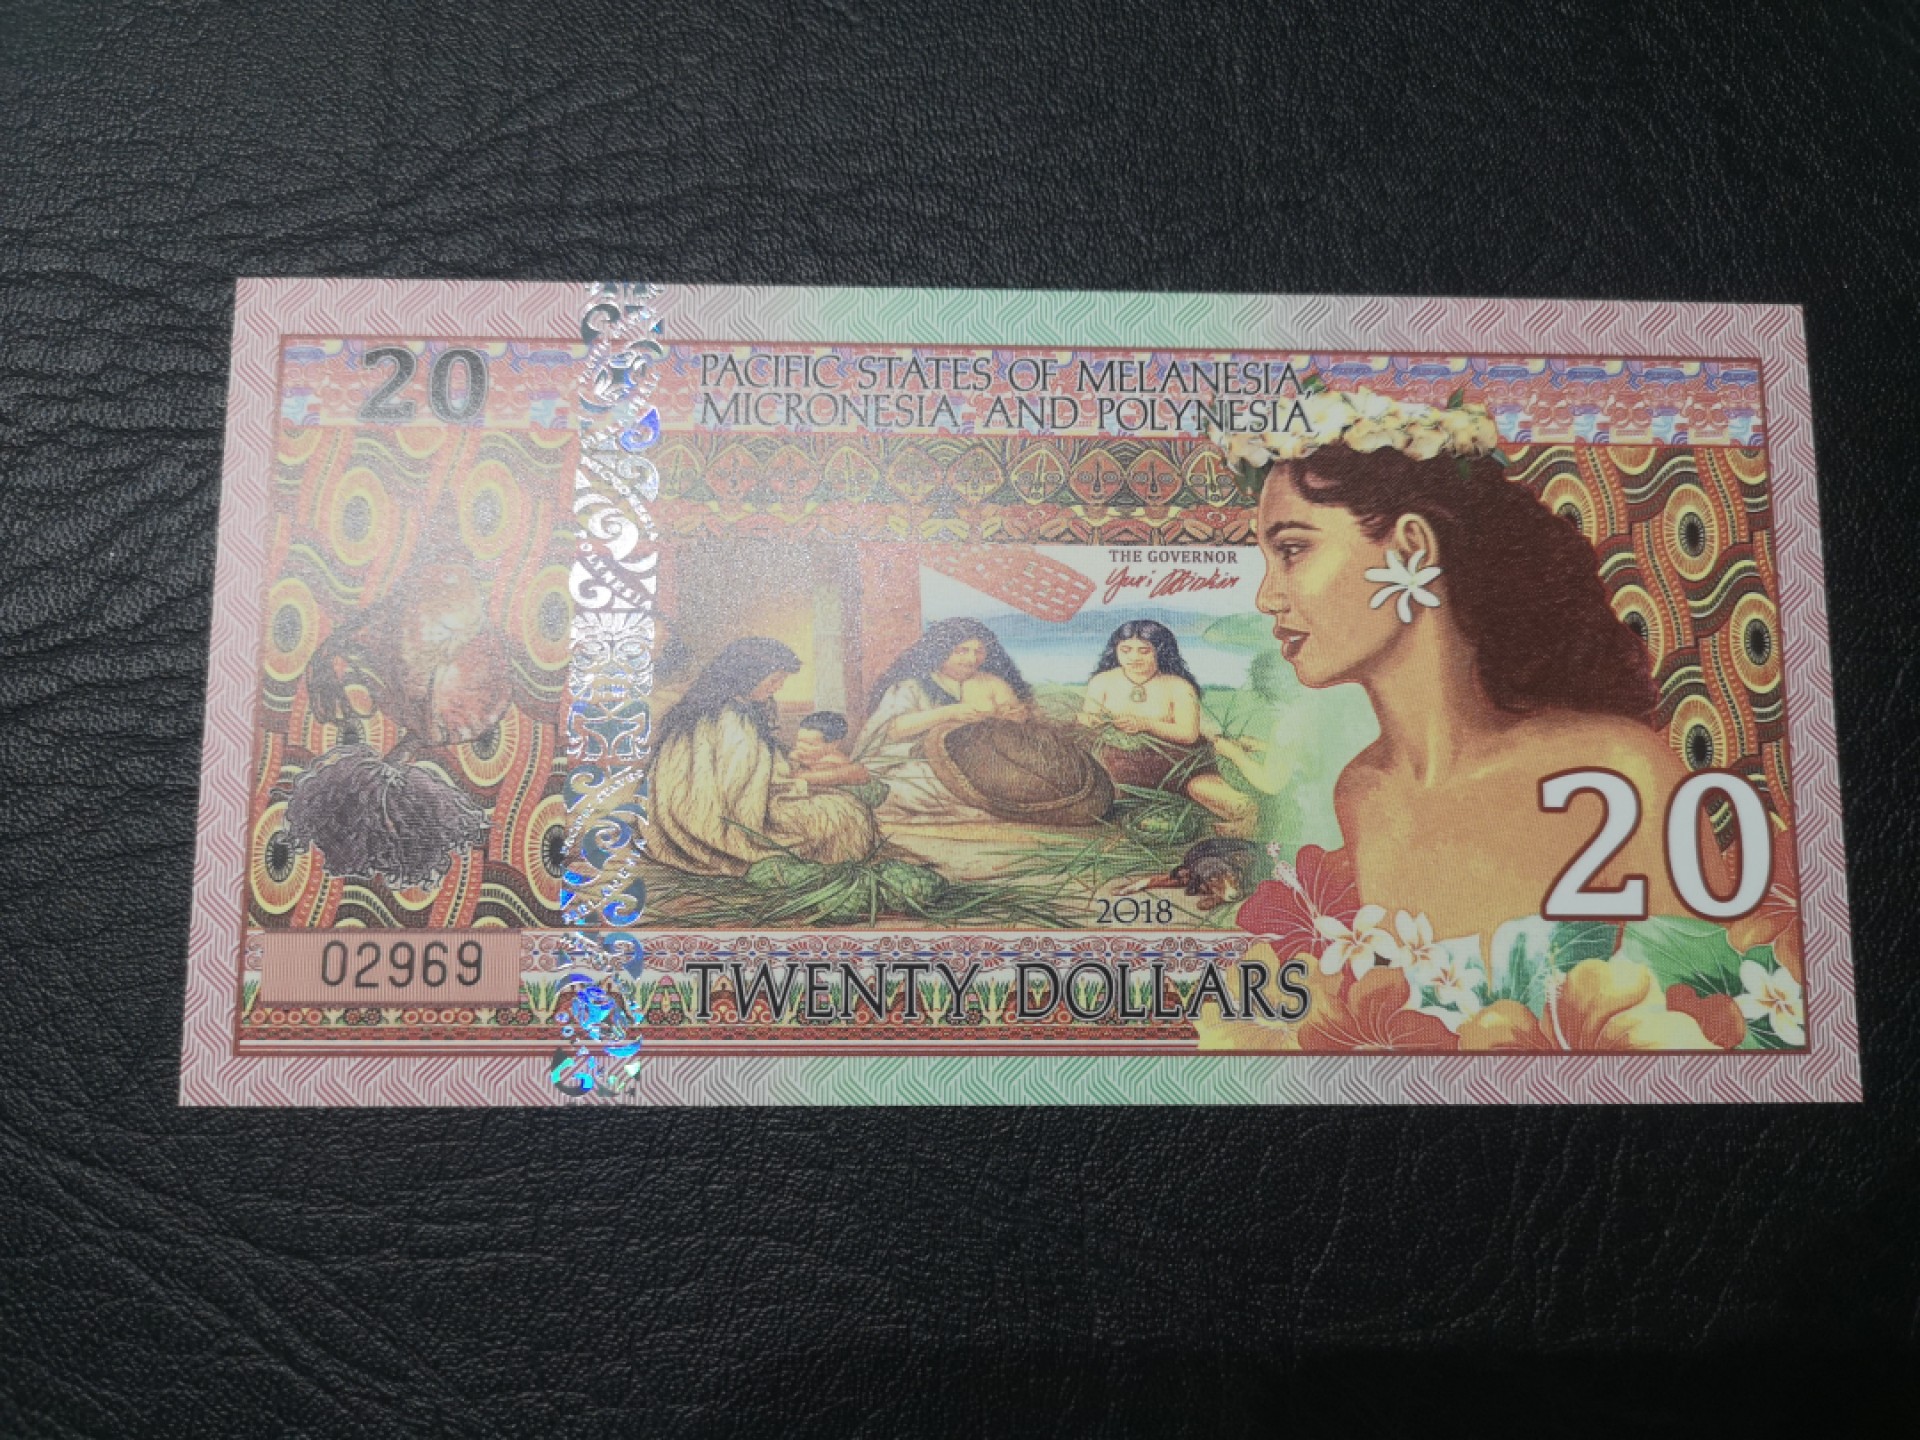 20
PACIFIC STATES OF MELANESIA,
MICRONESIA AND POLYNESIA
THE GOVERNOR
2018
20
02969
TWENTY DOLLARS